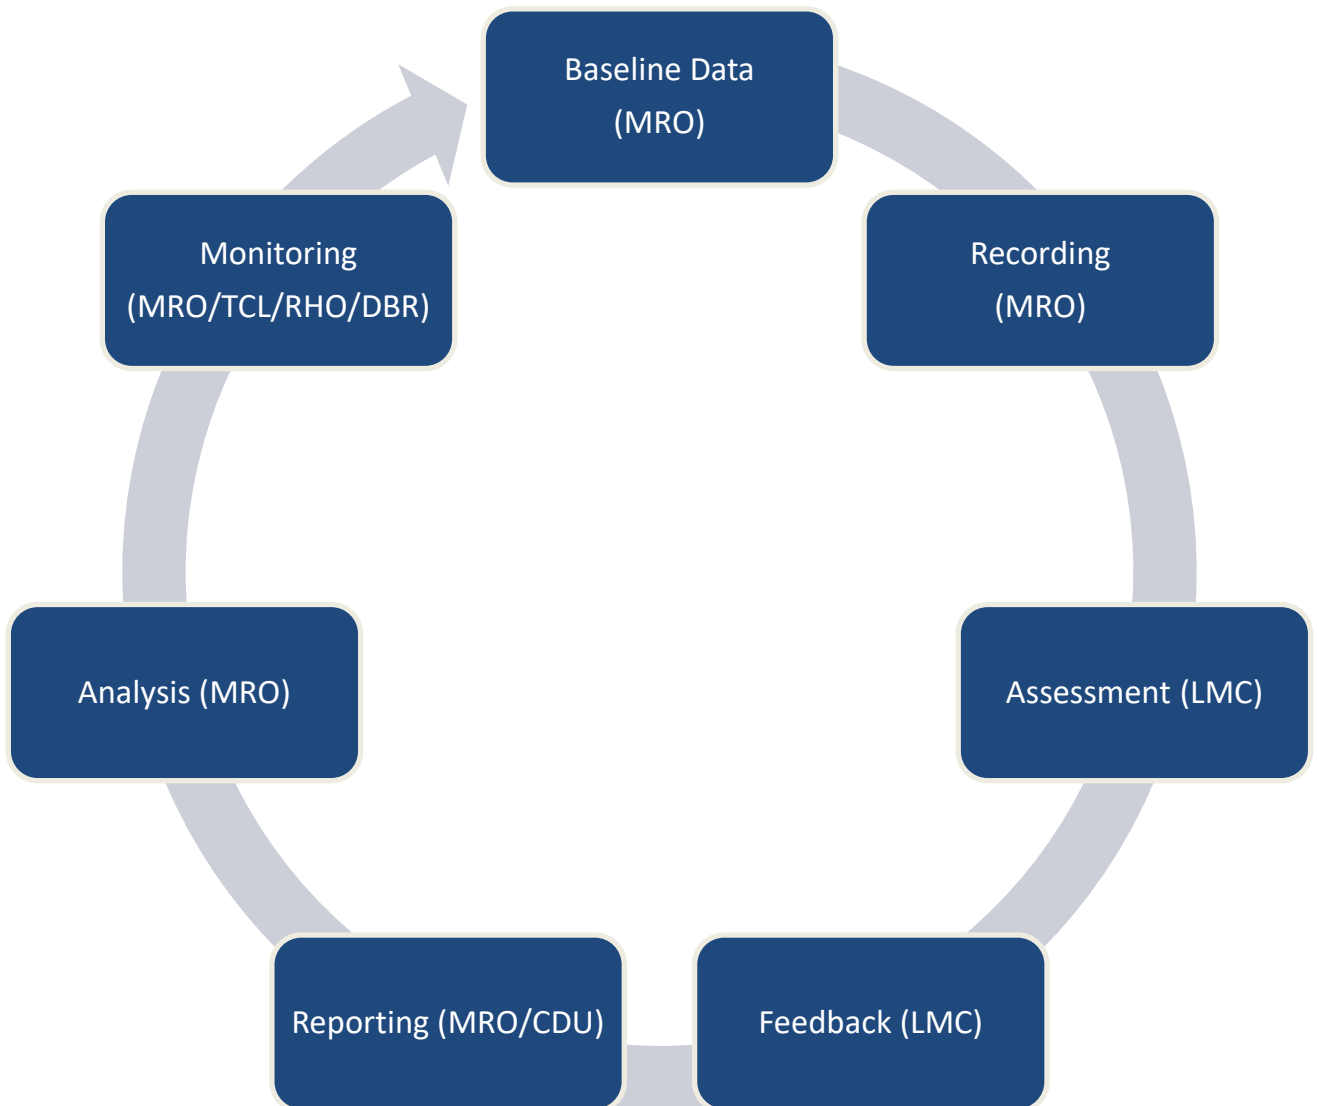 Baseline Data
(MRO)
Recording
(MRO)
Assessment (LMC)
Feedback (LMC)
Reporting (MRO/CDU)
Analysis (MRO)
Monitoring
(MRO/TCL/RHO/DBR)